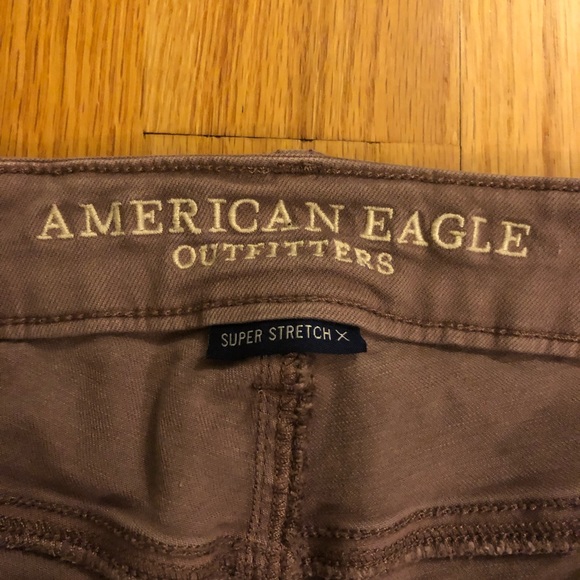 AMERICAN EAGLE
OUTFITTERS
SUPER STRETCH X